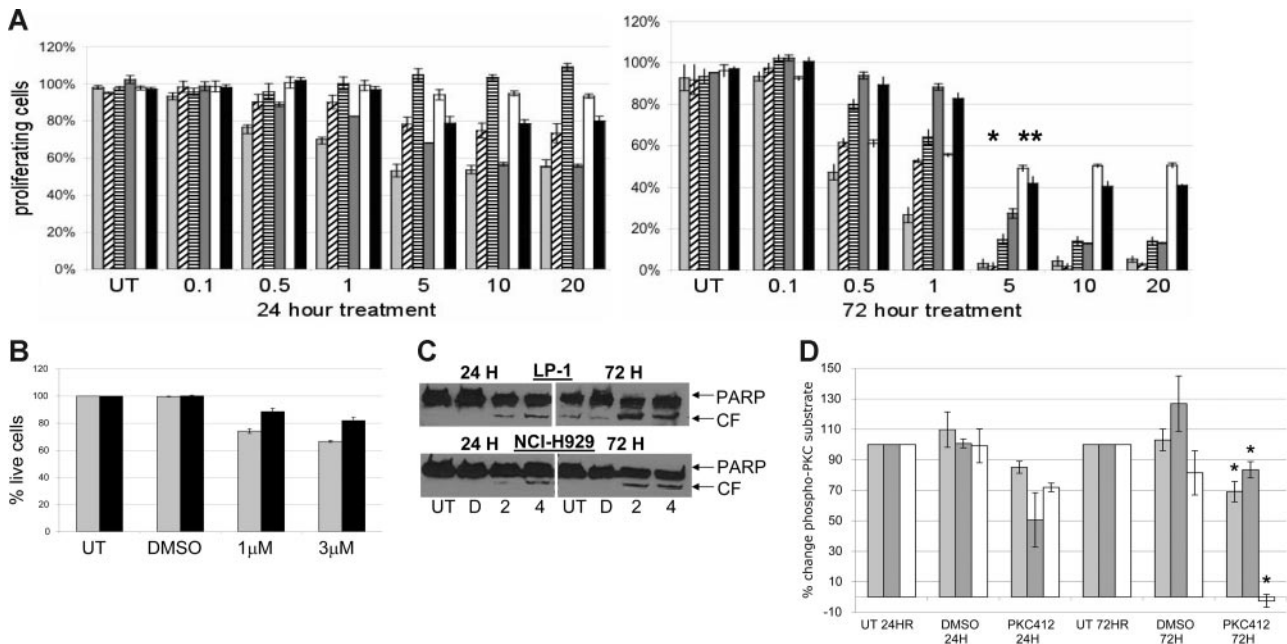 A
proliferating cells
120%
100%
80%
60%
40%
20%
0%
UT 0.1 0.5 1 5 10 20
24 hour treatment
120%
100%
80%
60%
40%
20%
0%
* **
UT 0.1 0.5 1 5 10 20
72 hour treatment
B
% live cells
120
100
80
60
40
20
0
UT DMSO 1μM 3μM
C
24 H LP-1 72 H
PARP
CF
24 H NCI-H929 72 H
PARP
CF
UT D 2 4 UT D 2 4
D
% change phospho-PKC substrate
150
130
110
90
70
50
30
10
-10
* * *
UT 24HR DMSO 24H PKC412 24H UT 72HR DMSO 72H PKC412 72H